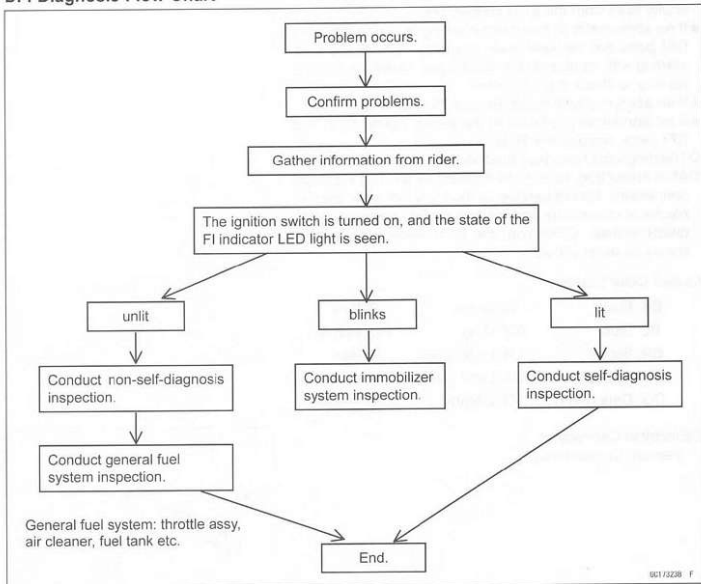 Problem occurs.
Confirm problems.
Gather information from rider.
The ignition switch is turned on, and the state of the
FI indicator LED light is seen.
unlit
blinks
lit
Conduct non-self-diagnosis
inspection.
Conduct immobilizer
system inspection.
Conduct self-diagnosis
inspection.
Conduct general fuel
system inspection.
General fuel system: throttle assy,
air cleaner, fuel tank etc.
End.